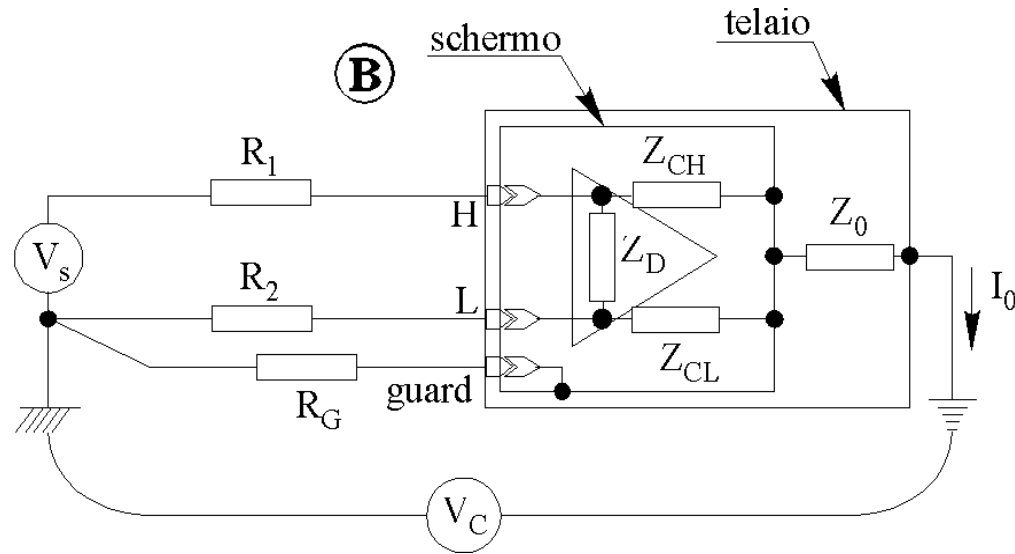 telaio
schermo
B
R1
ZCH
H
Z0
Vs
ZD
R2
L
I0
ZCL
guard
RG
VC